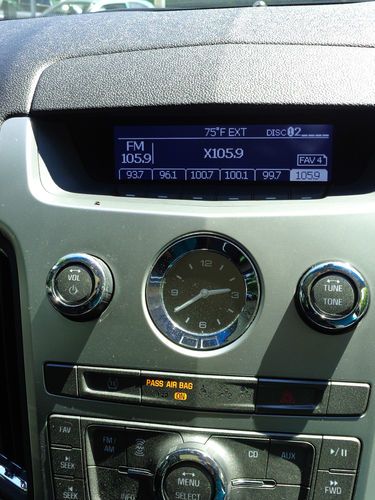 75°F EXT DISC 02
FM
105.9
X105.9
FAV 4
93.7 96.1 100.7 100.1 99.7 105.9
VOL
TUNE
TONE
12
9 3
6
PASS AIR BAG
ON
FAV
FM/
AM
CD
AUX
SEEK
INFO
MENU
FWD
SEEK
SELECT